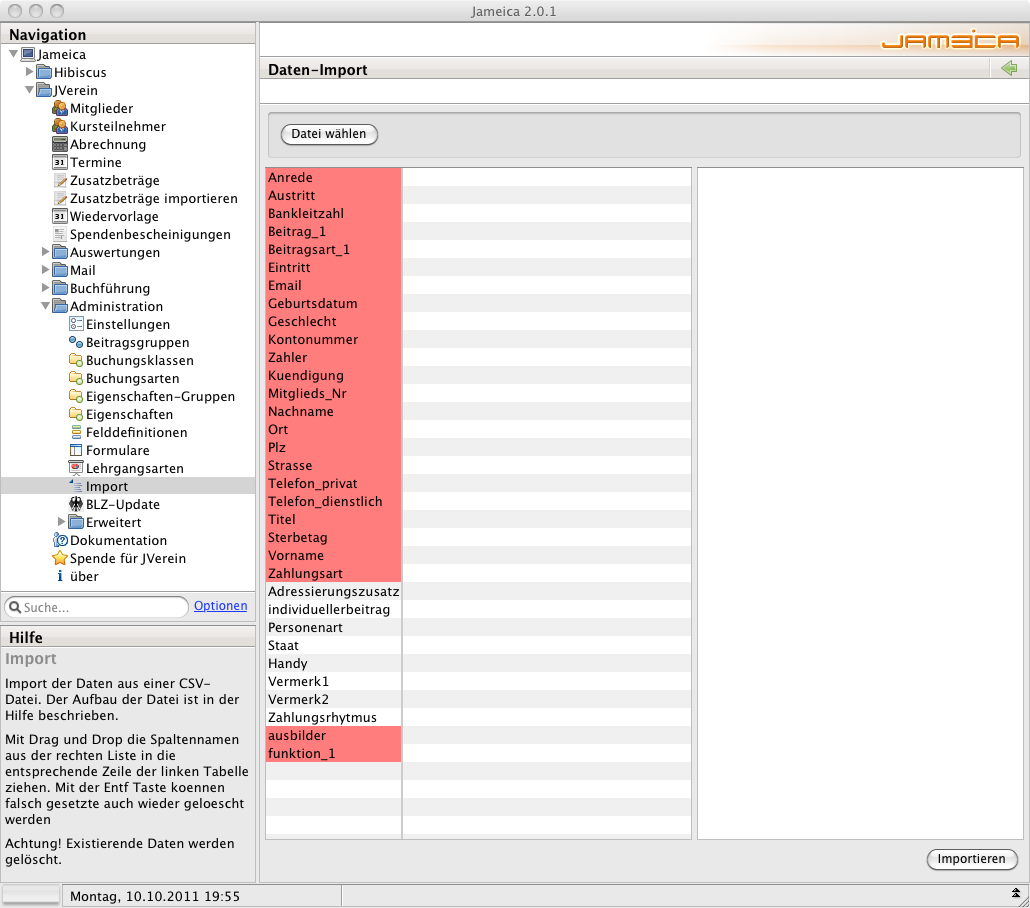 Jameica 2.0.1
Navigation
Jameica
Hibiscus
JVerein
Mitglieder
Kursteilnehmer
Abrechnung
Termine
Zusatzbeträge
Zusatzbeträge importieren
Wiedervorlage
Spendenbescheinigungen
Auswertungen
Mail
Buchführung
Administration
Einstellungen
Beitragsgruppen
Buchungsklassen
Buchungsarten
Eigenschaften-Gruppen
Eigenschaften
Felddefinitionen
Formulare
Lehrgangsarten
Import
BLZ-Update
Erweitert
Dokumentation
Spende für JVerein
über
Suche...
Optionen
Hilfe
Import
Import der Daten aus einer CSV-
Datei. Der Aufbau der Datei ist in der
Hilfe beschrieben.
Mit Drag und Drop die Spaltennamen
aus der rechten Liste in die
entsprechende Zeile der linken Tabelle
ziehen. Mit der Entf Taste koennen
falsch gesetzte auch wieder geloescht
werden
Achtung! Existierende Daten werden
gelöscht.
JAMEICA
Daten-Import
Datei wählen
Anrede
Austritt
Bankleitzahl
Beitrag_1
Beitragsart_1
Eintritt
Email
Geburtsdatum
Geschlecht
Kontonummer
Zahler
Kuendigung
Mitglieds_Nr
Nachname
Ort
Plz
Strasse
Telefon_privat
Telefon_dienstlich
Titel
Sterbetag
Vorname
Zahlungsart
Adressierungszusatz
individuellerbeitrag
Personenart
Staat
Handy
Vermerk1
Vermerk2
Zahlungsrhytmus
ausbilder
funktion_1
Importieren
Montag, 10.10.2011 19:55